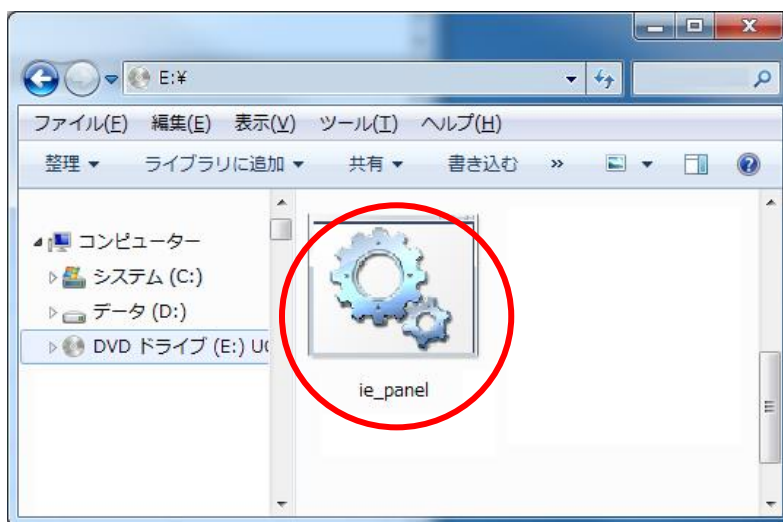 E:¥
ファイル(F) 編集(E) 表示(V) ツール(T) ヘルプ(H)
整理 ライブラリに追加 共有 書き込む »
コンピューター
システム (C:)
データ (D:)
DVD ドライブ (E:)
ie_panel